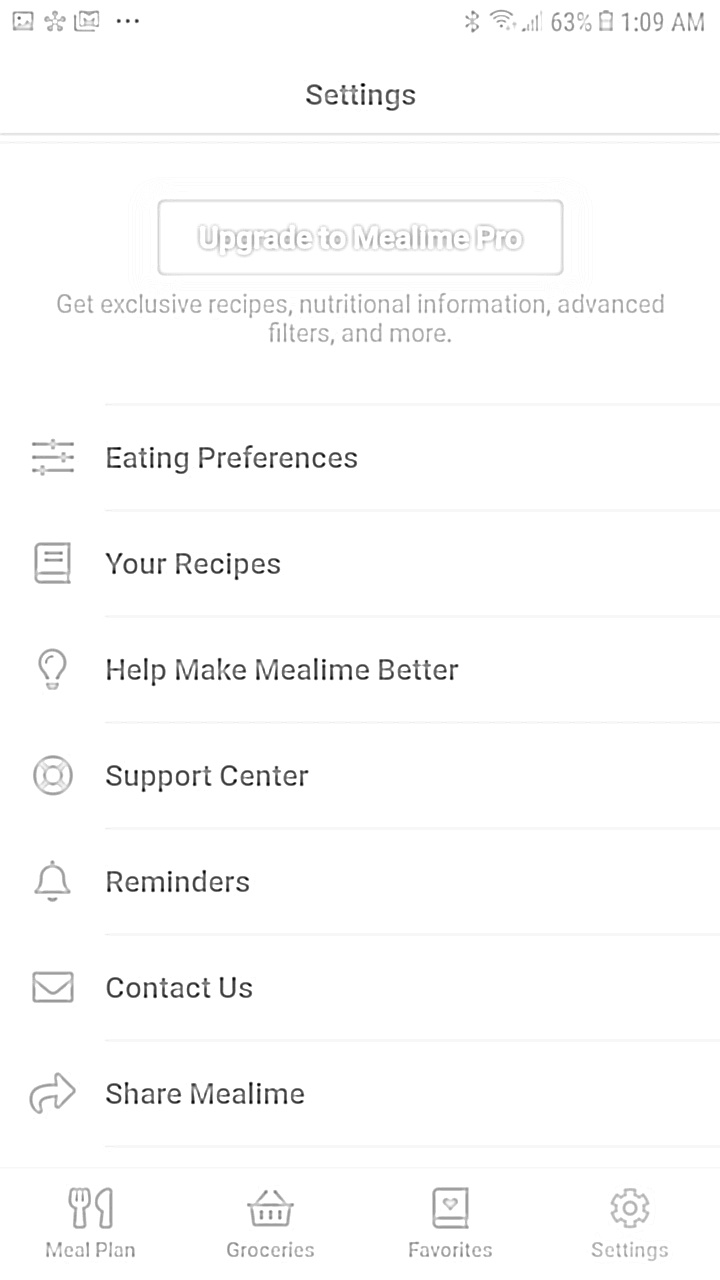 63% 1:09 AM
Settings
Upgrade to Mealime Pro
Get exclusive recipes, nutritional information, advanced
filters, and more.
Eating Preferences
Your Recipes
Help Make Mealime Better
Support Center
Reminders
Contact Us
Share Mealime
Meal Plan Groceries Favorites Settings